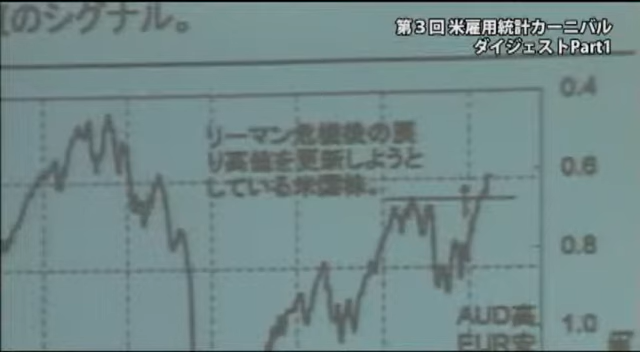 のシグナル。
第３回 米雇用統計カーニバル
ダイジェストPart1
リーマン危機後の戻
り高値を更新しようと
している米国株。
0.4
0.6
0.8
AUD高
EUR安
1.0